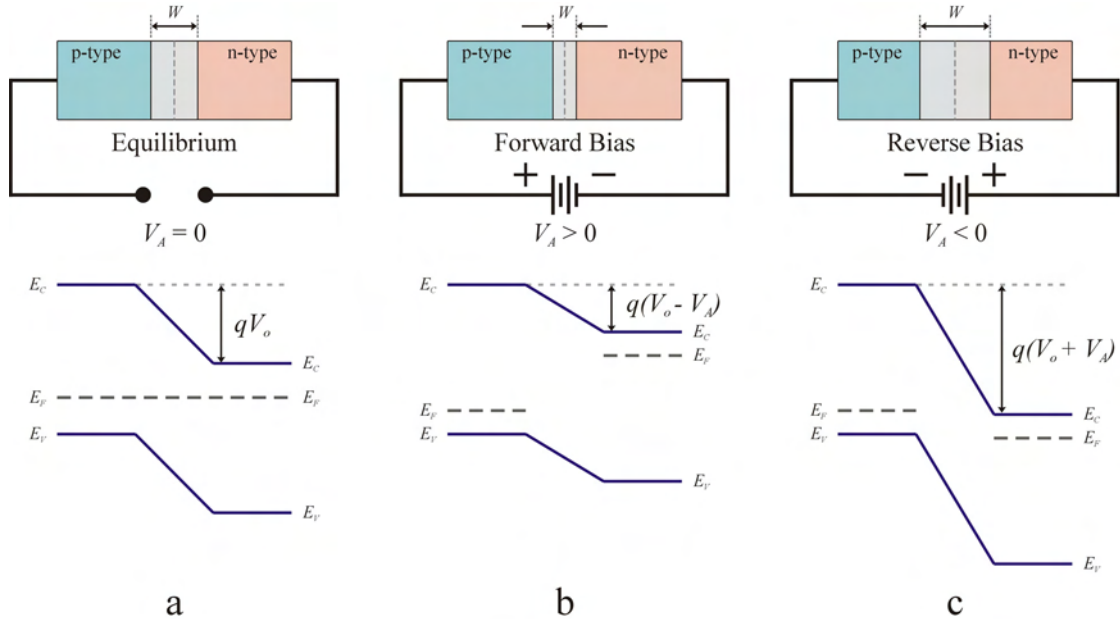 W
p-type n-type
Equilibrium
V_A = 0
E_C
qV_o
E_C
E_F E_F
E_V
E_V
a
W
p-type n-type
Forward Bias
+ −
V_A > 0
E_C
q(V_o - V_A)
E_C
E_F
E_F
E_V
E_V
b
W
p-type n-type
Reverse Bias
− +
V_A < 0
E_C
q(V_o + V_A)
E_F
E_C
E_V
E_F
E_V
c